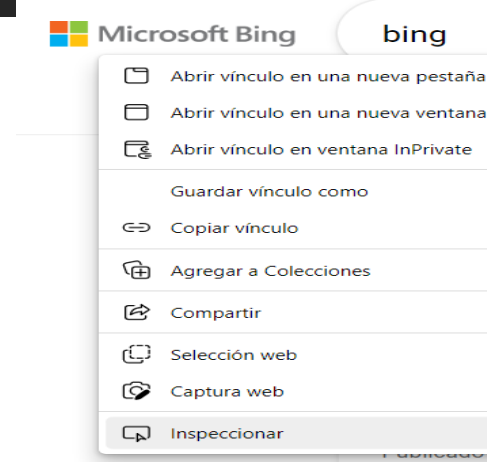 Microsoft Bing
bing
Abrir vínculo en una nueva pestaña
Abrir vínculo en una nueva ventana
Abrir vínculo en ventana InPrivate
Guardar vínculo como
Copiar vínculo
Agregar a Colecciones
Compartir
Selección web
Captura web
Inspeccionar
Publicado